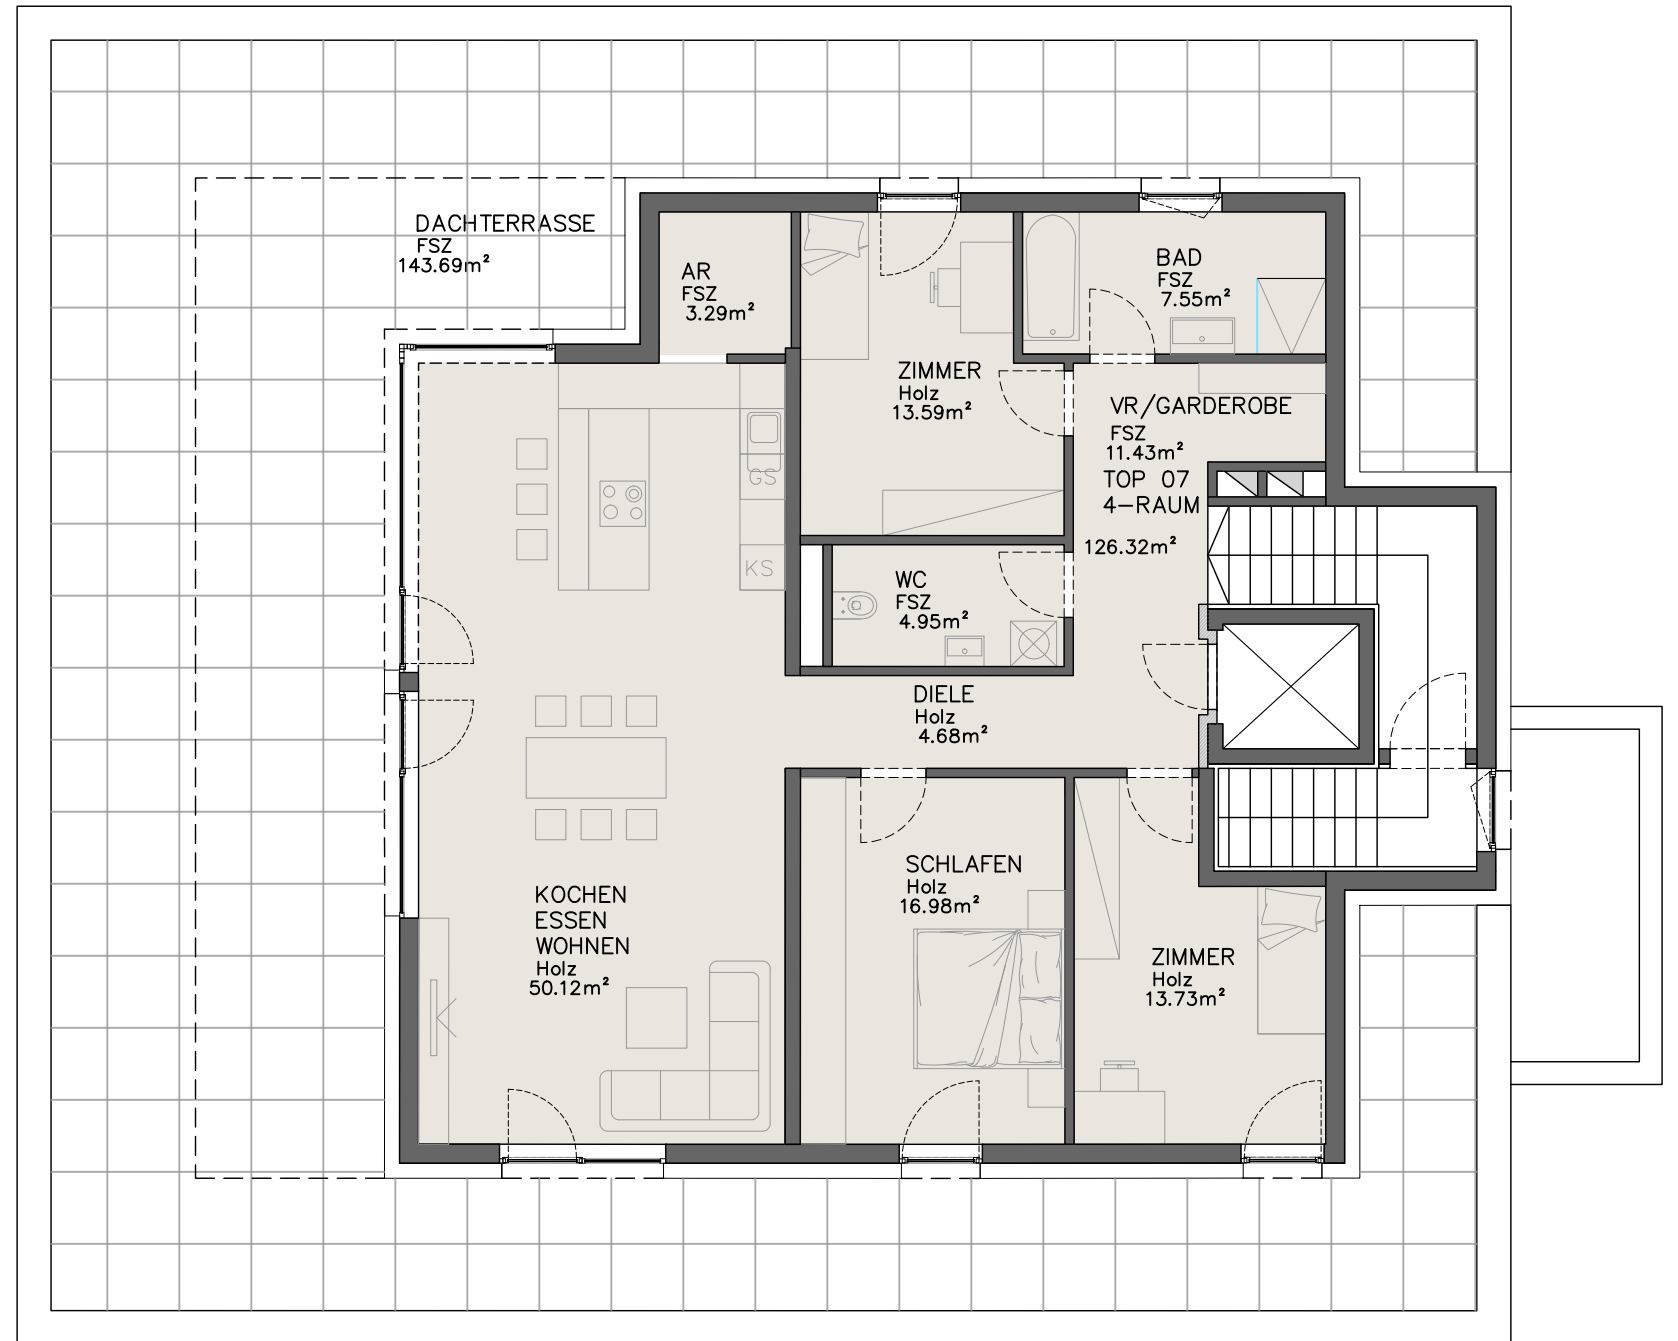 DACHTERRASSE
FSZ
143.69m²
AR
FSZ
3.29m²
BAD
FSZ
7.55m²
ZIMMER
Holz
13.59m²
VR/GARDEROBE
FSZ
11.43m²
TOP 07
4-RAUM
126.32m²
GS
KS
WC
FSZ
4.95m²
DIELE
Holz
4.68m²
KOCHEN
ESSEN
WOHNEN
Holz
50.12m²
SCHLAFEN
Holz
16.98m²
ZIMMER
Holz
13.73m²